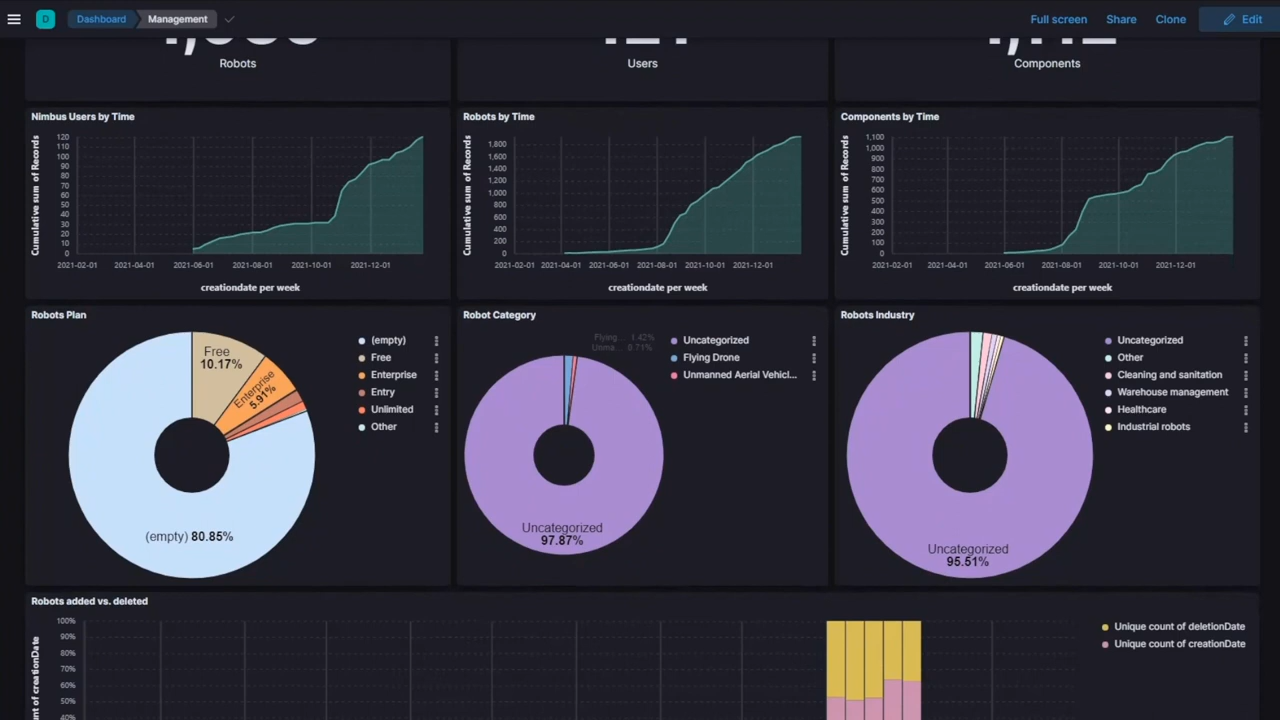 D Dashboard Management Full screen Share Clone Edit
Robots Users Components
Nimbus Users by Time
Cumulative sum of Records
120
110
100
90
80
70
60
50
40
30
20
10
0
2021-02-01 2021-04-01 2021-06-01 2021-08-01 2021-10-01 2021-12-01
creationdate per week
Robots by Time
Cumulative sum of Records
1,800
1,600
1,400
1,200
1,000
800
600
400
200
0
2021-02-01 2021-04-01 2021-06-01 2021-08-01 2021-10-01 2021-12-01
creationdate per week
Components by Time
Cumulative sum of Records
1,100
1,000
900
800
700
600
500
400
300
200
100
0
2021-02-01 2021-04-01 2021-06-01 2021-08-01 2021-10-01 2021-12-01
creationdate per week
Robots Plan
Free
10.17%
Enterprise
5.91%
(empty) 80.85%
(empty)
Free
Enterprise
Entry
Unlimited
Other
Robot Category
Flying... 1.42%
Unma... 0.71%
Uncategorized
97.87%
Uncategorized
Flying Drone
Unmanned Aerial Vehicl...
Robots Industry
Uncategorized
95.51%
Uncategorized
Other
Cleaning and sanitation
Warehouse management
Healthcare
Industrial robots
Robots added vs. deleted
of creationDate
100%
90%
80%
70%
60%
50%
40%
Unique count of deletionDate
Unique count of creationDate